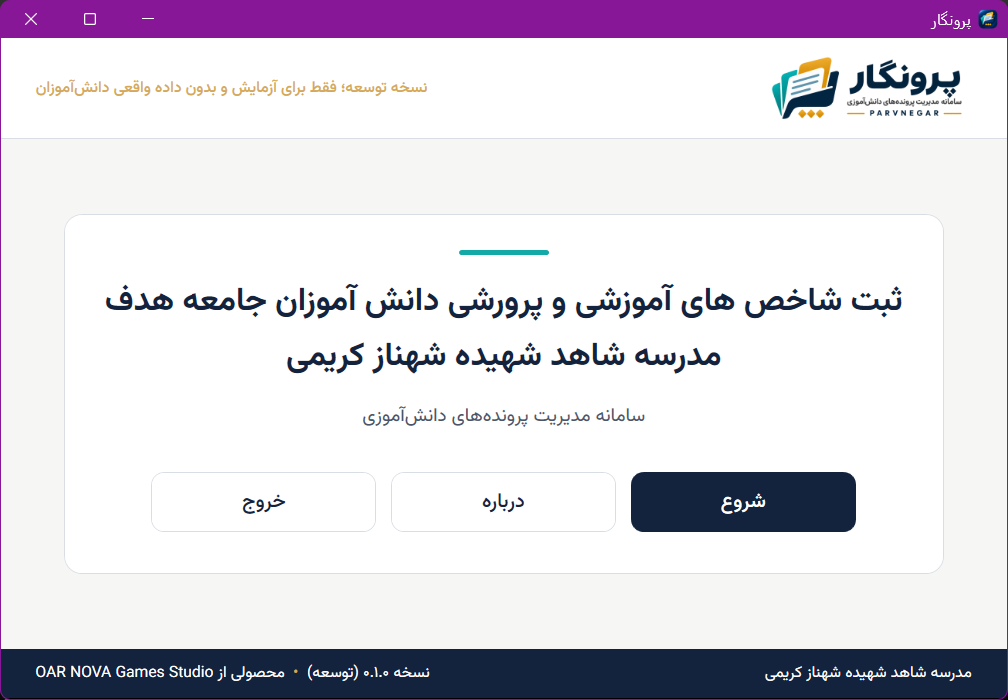 پرونگار
پرونگار
سامانه مدیریت پرونده‌های دانش‌آموزی
PARVNEGAR
نسخه توسعه؛ فقط برای آزمایش و بدون داده واقعی دانش‌آموزان
ثبت شاخص های آموزشی و پرورشی دانش آموزان جامعه هدف
مدرسه شاهد شهیده شهناز کریمی
سامانه مدیریت پرونده‌های دانش‌آموزی
شروع
درباره
خروج
مدرسه شاهد شهیده شهناز کریمی
نسخه ۰.۱.۰ (توسعه) • محصولی از OAR NOVA Games Studio